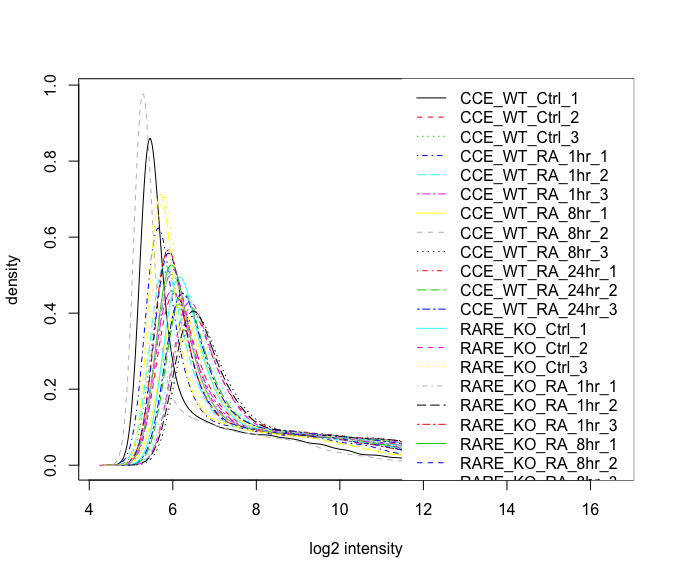 1.0
0.8
0.6
0.4
0.2
0.0
density
4 6 8 10 12 14 16
log2 intensity
CCE_WT_Ctrl_1
CCE_WT_Ctrl_2
CCE_WT_Ctrl_3
CCE_WT_RA_1hr_1
CCE_WT_RA_1hr_2
CCE_WT_RA_1hr_3
CCE_WT_RA_8hr_1
CCE_WT_RA_8hr_2
CCE_WT_RA_8hr_3
CCE_WT_RA_24hr_1
CCE_WT_RA_24hr_2
CCE_WT_RA_24hr_3
RARE_KO_Ctrl_1
RARE_KO_Ctrl_2
RARE_KO_Ctrl_3
RARE_KO_RA_1hr_1
RARE_KO_RA_1hr_2
RARE_KO_RA_1hr_3
RARE_KO_RA_8hr_1
RARE_KO_RA_8hr_2
RARE_KO_RA_8hr_3